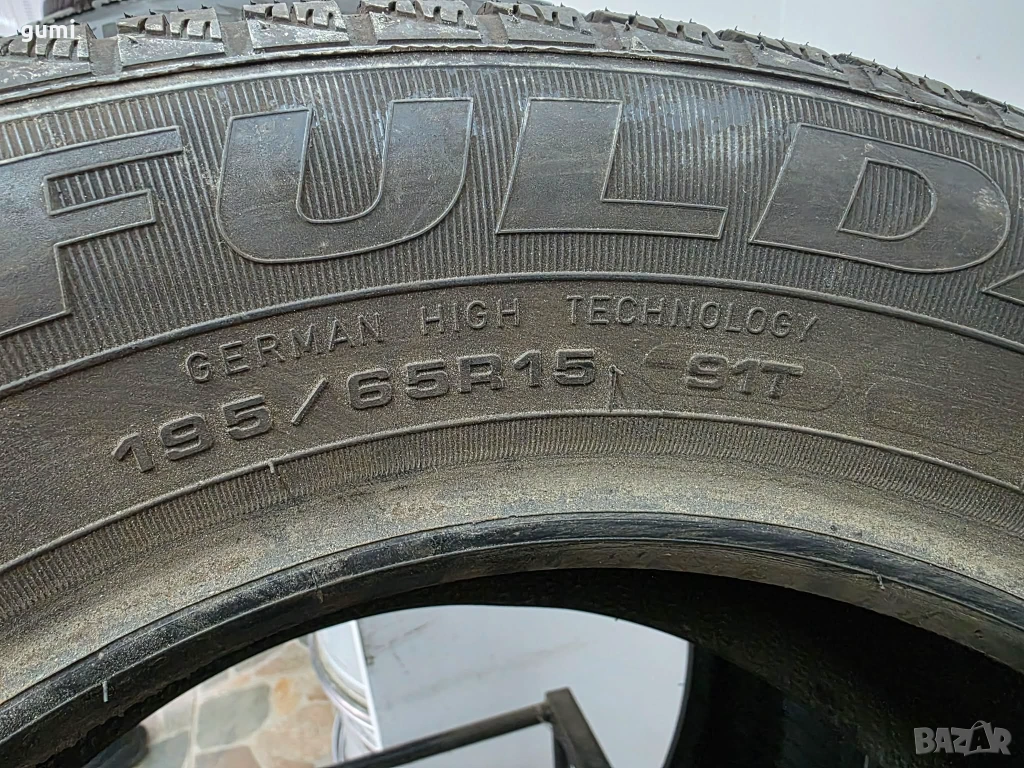 gumi
FULD
GERMAN HIGH TECHNOLOGY
195/65R15 91T
BAZAR